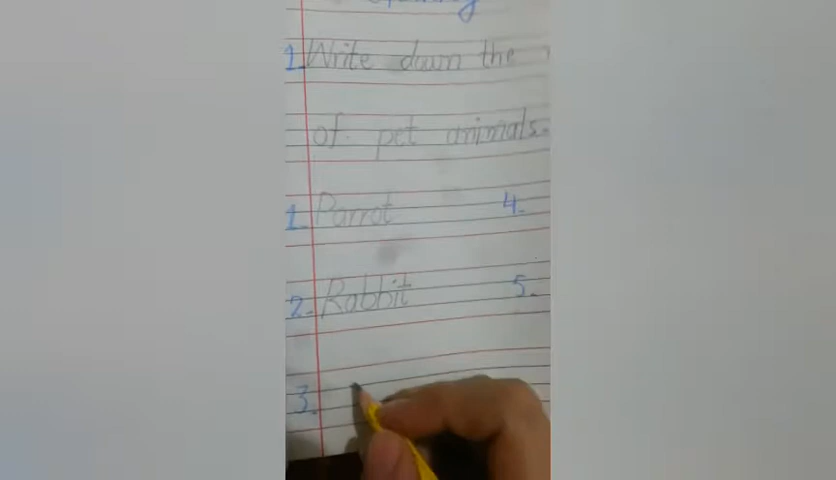 1. Write down the
of pet animals.
1. Parrot 4.
2. Rabbit 5.
3.